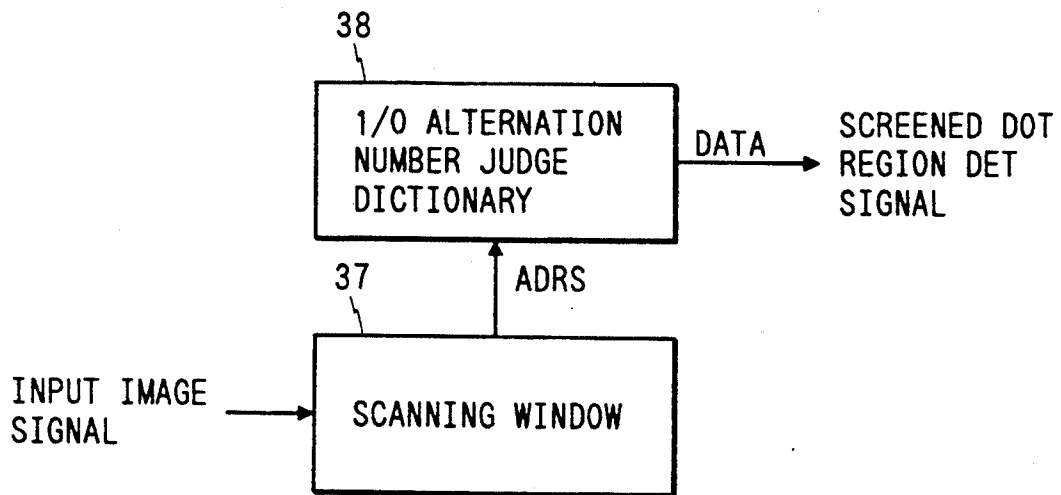 38
1/0 ALTERNATION
NUMBER JUDGE
DICTIONARY
DATA
SCREENED DOT
REGION DET
SIGNAL
37
ADRS
INPUT IMAGE
SIGNAL
SCANNING WINDOW